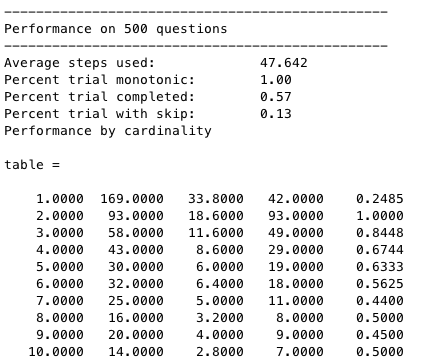 ------------------------------------------------
Performance on 500 questions
------------------------------------------------
Average steps used: 47.642
Percent trial monotonic: 1.00
Percent trial completed: 0.57
Percent trial with skip: 0.13
Performance by cardinality
table =
1.0000 169.0000 33.8000 42.0000 0.2485
2.0000 93.0000 18.6000 93.0000 1.0000
3.0000 58.0000 11.6000 49.0000 0.8448
4.0000 43.0000 8.6000 29.0000 0.6744
5.0000 30.0000 6.0000 19.0000 0.6333
6.0000 32.0000 6.4000 18.0000 0.5625
7.0000 25.0000 5.0000 11.0000 0.4400
8.0000 16.0000 3.2000 8.0000 0.5000
9.0000 20.0000 4.0000 9.0000 0.4500
10.0000 14.0000 2.8000 7.0000 0.5000